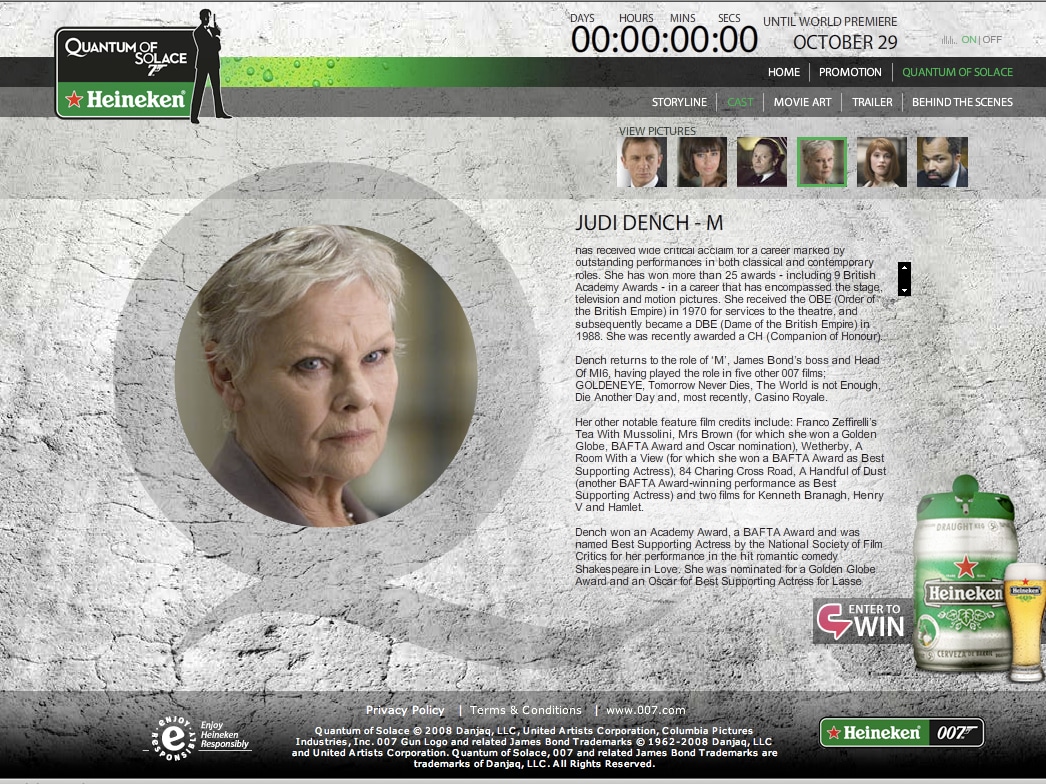 DAYS HOURS MINS SECS
00:00:00:00
UNTIL WORLD PREMIERE
OCTOBER 29
ON | OFF
QUANTUM OF
SOLACE
007
Heineken
HOME PROMOTION QUANTUM OF SOLACE
STORYLINE CAST MOVIE ART TRAILER BEHIND THE SCENES
VIEW PICTURES
JUDI DENCH - M
has received wide critical acclaim for a career marked by
outstanding performances in both classical and contemporary
roles. She has won more than 25 awards - including 9 British
Academy Awards - in a career that has encompassed the stage,
television and motion pictures. She received the OBE (Order of
the British Empire) in 1970 for services to the theatre, and
subsequently became a DBE (Dame of the British Empire) in
1988. She was recently awarded a CH (Companion of Honour).
Dench returns to the role of 'M', James Bond's boss and Head
Of MI6, having played the role in five other 007 films;
GOLDENEYE, Tomorrow Never Dies, The World is not Enough,
Die Another Day and, most recently, Casino Royale.
Her other notable feature film credits include: Franco Zeffirelli's
Tea With Mussolini, Mrs Brown (for which she won a Golden
Globe, BAFTA Award and Oscar nomination), Wetherby, A
Room With a View (for which she won a BAFTA Award as Best
Supporting Actress), 84 Charing Cross Road, A Handful of Dust
(another BAFTA Award-winning performance as Best
Supporting Actress) and two films for Kenneth Branagh, Henry
V and Hamlet.
Dench won an Academy Award, a BAFTA Award and was
named Best Supporting Actress by the National Society of Film
Critics for her performance in the hit romantic comedy
Shakespeare in Love. She was nominated for a Golden Globe
Award and an Oscar for Best Supporting Actress for Lasse
DRAUGHT KEG
Heineken
Heineken
CERVEZA DE BARRIL
ENTER TO
WIN
Privacy Policy | Terms & Conditions | www.007.com
ENJOY RESPONSIBLY
Enjoy
Heineken
Responsibly
Quantum of Solace © 2008 Danjaq, LLC, United Artists Corporation, Columbia Pictures
Industries, Inc. 007 Gun Logo and related James Bond Trademarks © 1962-2008 Danjaq, LLC
and United Artists Corporation. Quantum of Solace, 007 and related James Bond Trademarks are
trademarks of Danjaq, LLC. All Rights Reserved.
Heineken 007